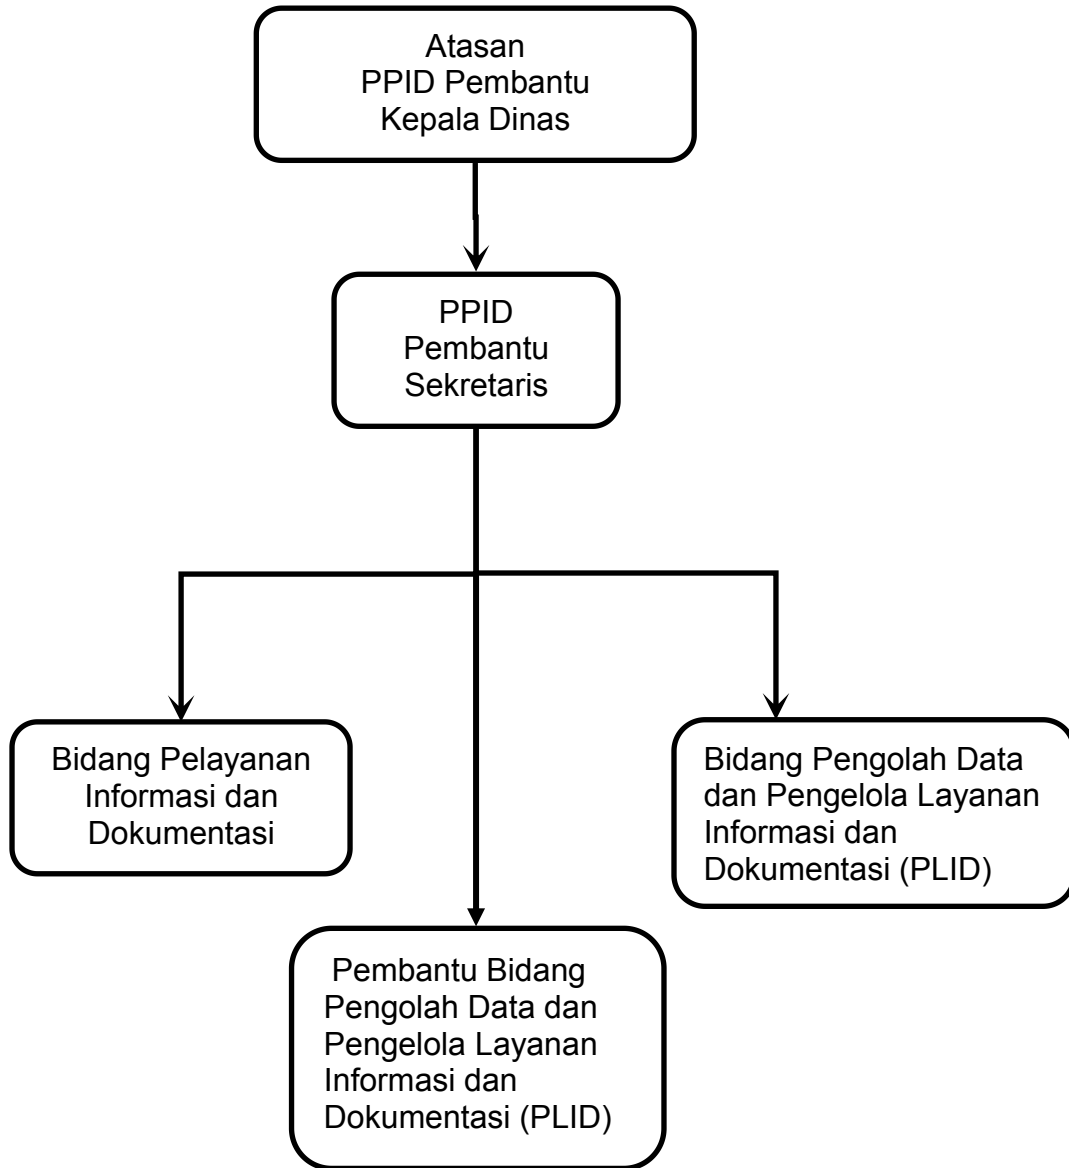 Atasan
PPID Pembantu
Kepala Dinas
PPID
Pembantu
Sekretaris
Bidang Pelayanan
Informasi dan
Dokumentasi
Bidang Pengolah Data
dan Pengelola Layanan
Informasi dan
Dokumentasi (PLID)
Pembantu Bidang
Pengolah Data dan
Pengelola Layanan
Informasi dan
Dokumentasi (PLID)